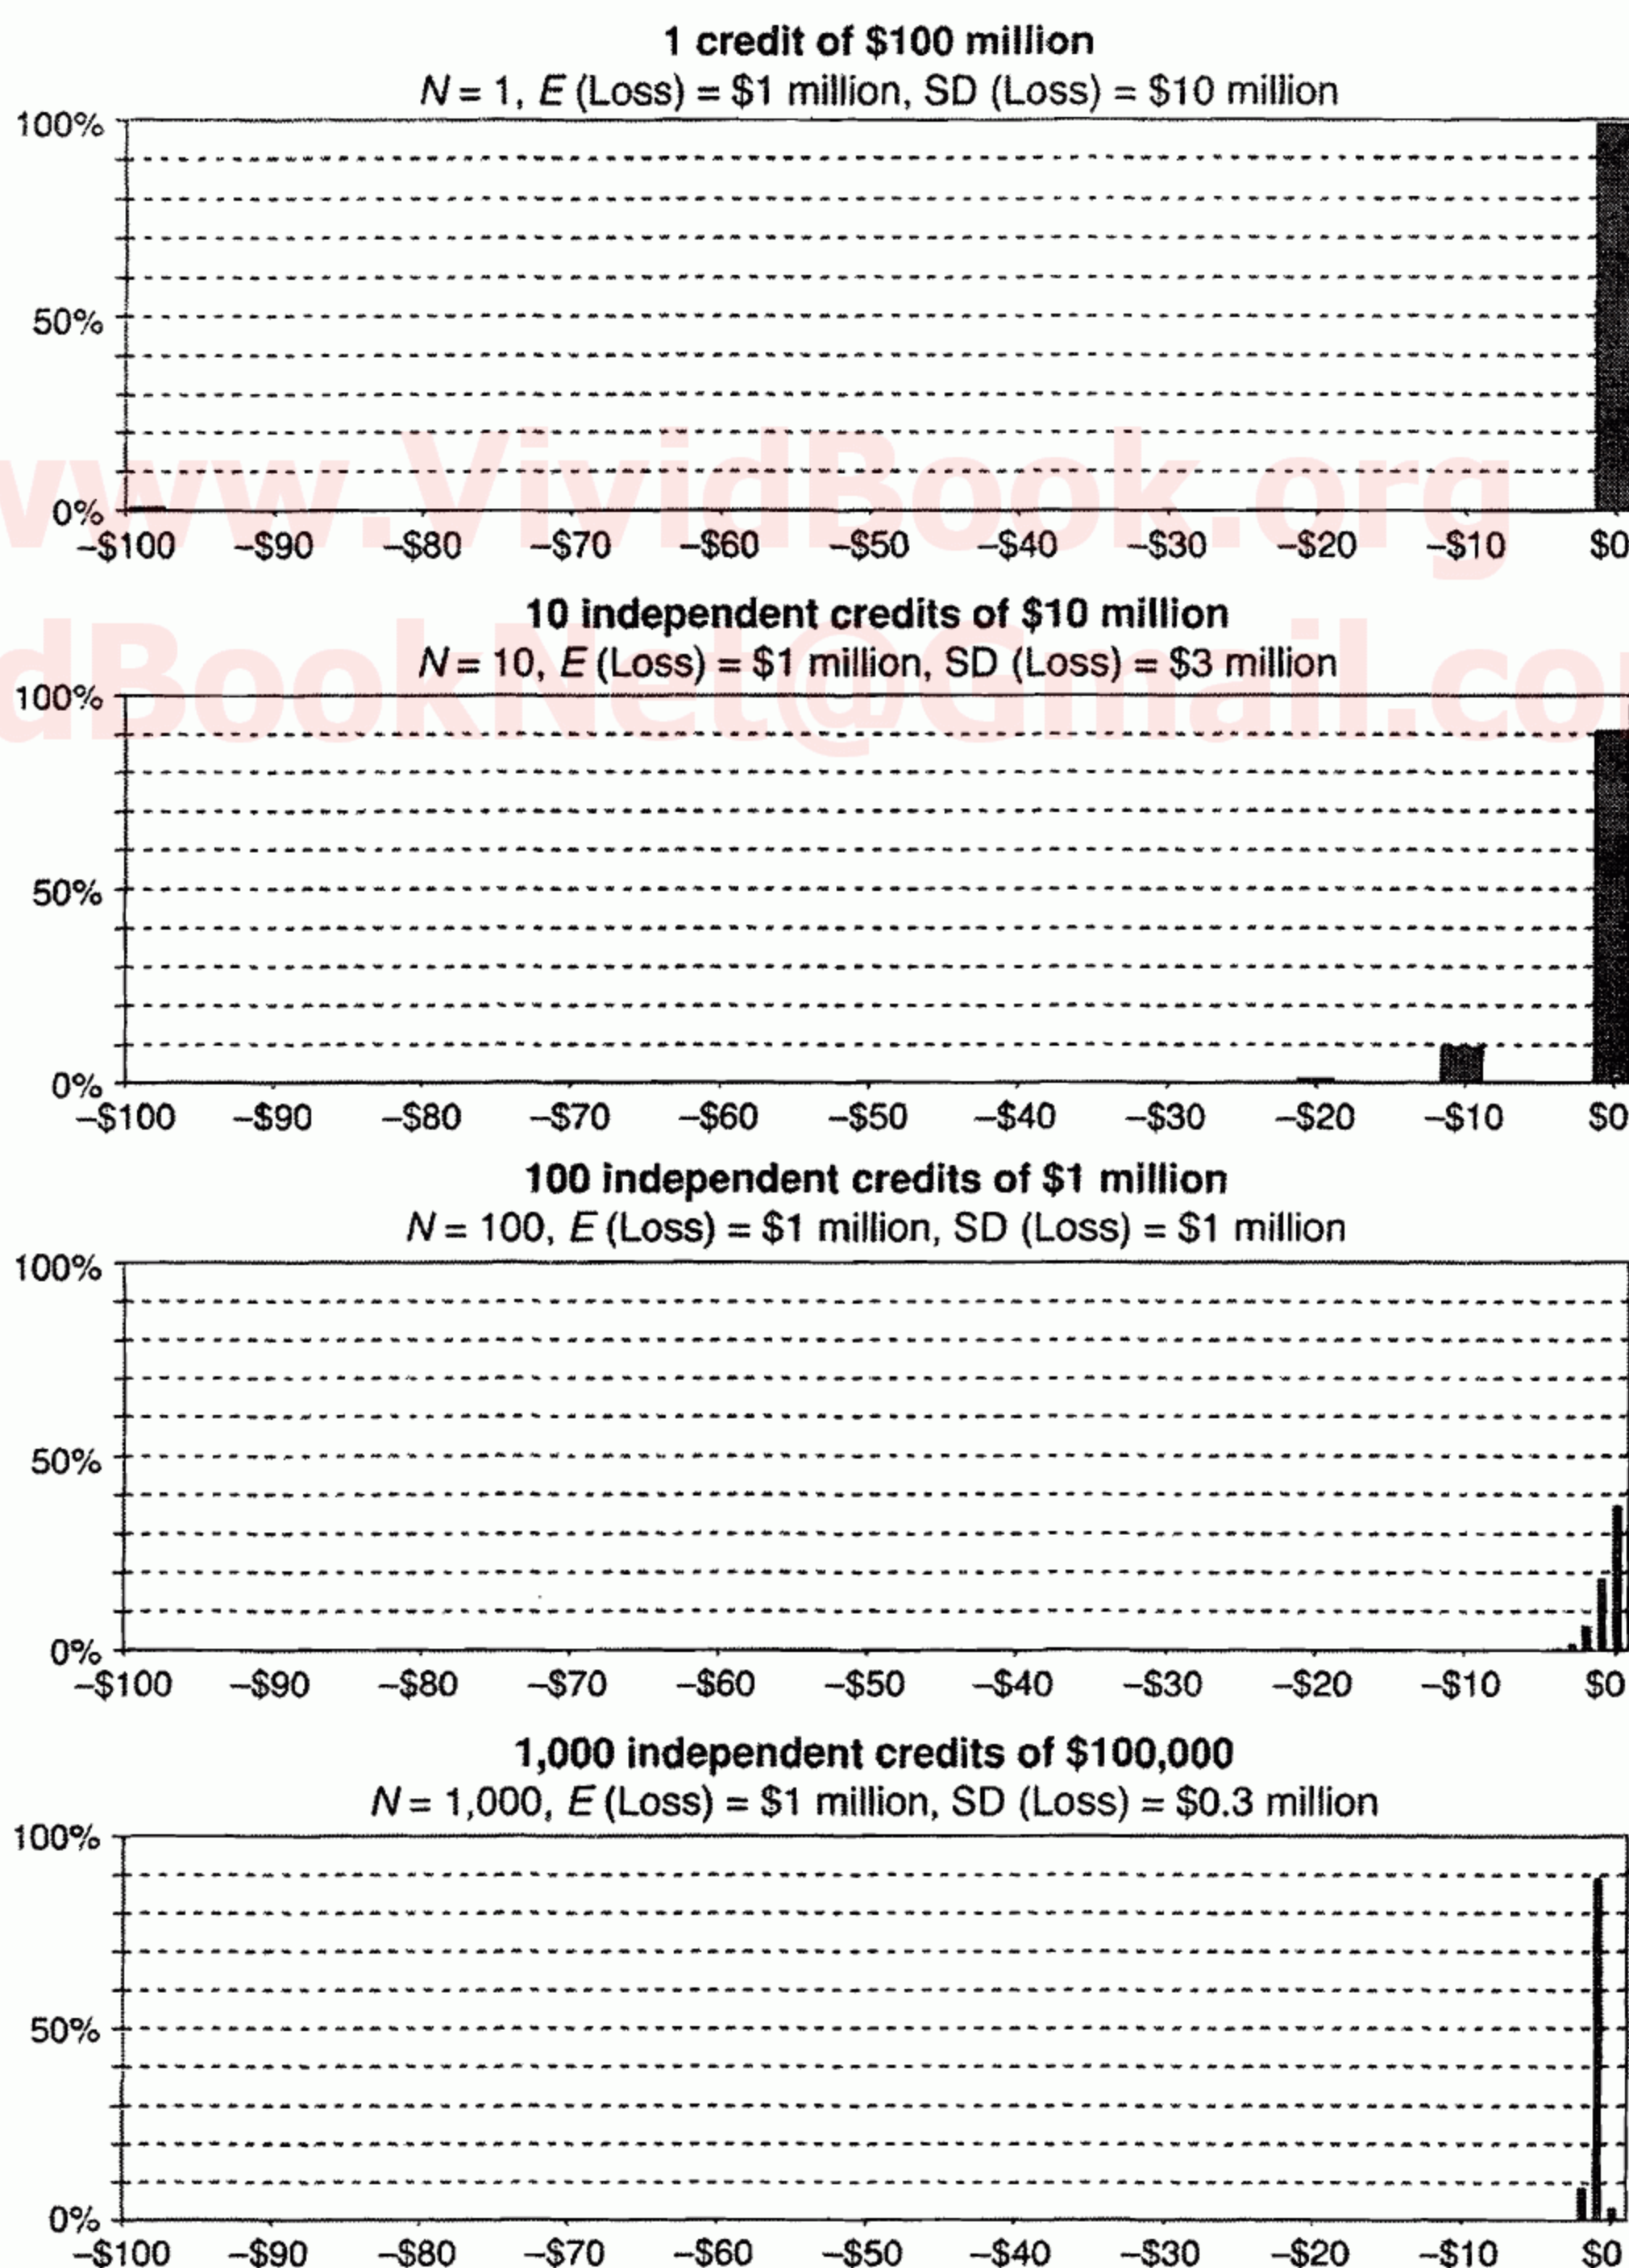 1 credit of $100 million
N = 1, E (Loss) = $1 million, SD (Loss) = $10 million
100%
50%
0%
–$100 –$90 –$80 –$70 –$60 –$50 –$40 –$30 –$20 –$10 $0
www.VividBook.org
10 independent credits of $10 million
N = 10, E (Loss) = $1 million, SD (Loss) = $3 million
dBookNet@Gmail.co
100%
50%
0%
–$100 –$90 –$80 –$70 –$60 –$50 –$40 –$30 –$20 –$10 $0
100 independent credits of $1 million
N = 100, E (Loss) = $1 million, SD (Loss) = $1 million
100%
50%
0%
–$100 –$90 –$80 –$70 –$60 –$50 –$40 –$30 –$20 –$10 $0
1,000 independent credits of $100,000
N = 1,000, E (Loss) = $1 million, SD (Loss) = $0.3 million
100%
50%
0%
–$100 –$90 –$80 –$70 –$60 –$50 –$40 –$30 –$20 –$10 $0